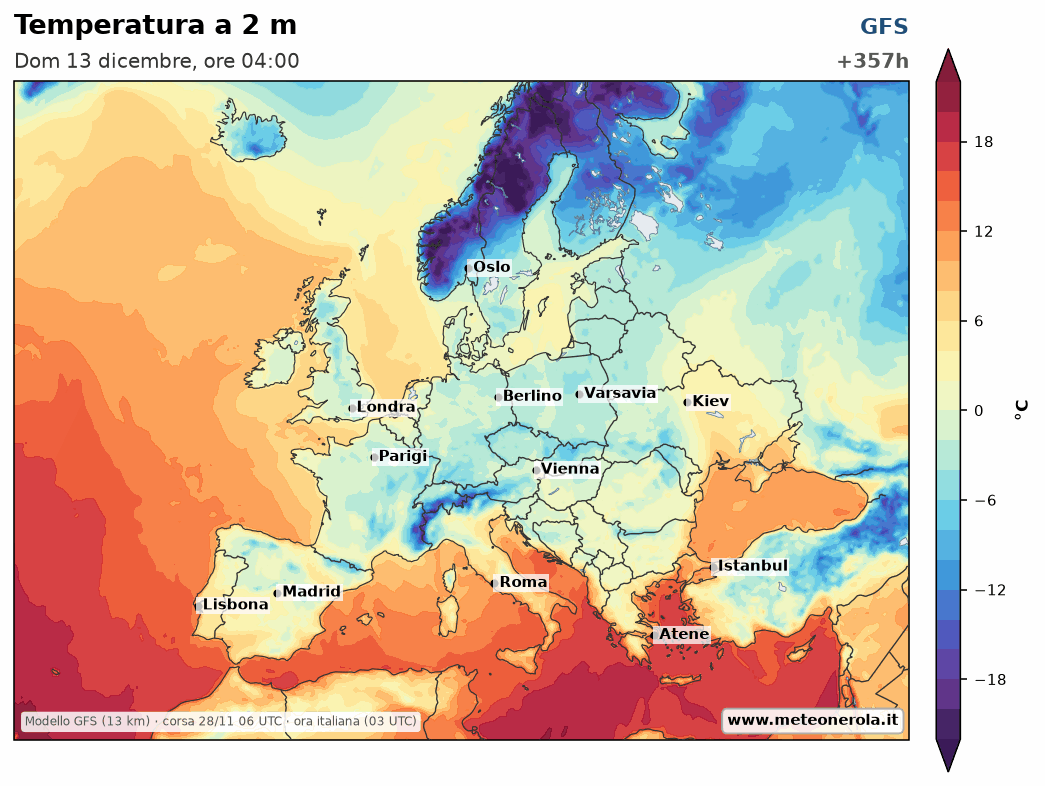 Temperatura a 2 m
GFS
Dom 13 dicembre, ore 04:00
+357h
18
12
6
0
−6
−12
−18
°C
Oslo
Berlino
Varsavia
Kiev
Londra
Parigi
Vienna
Istanbul
Roma
Madrid
Lisbona
Atene
Modello GFS (13 km) · corsa 28/11 06 UTC · ora italiana (03 UTC)
www.meteonerola.it